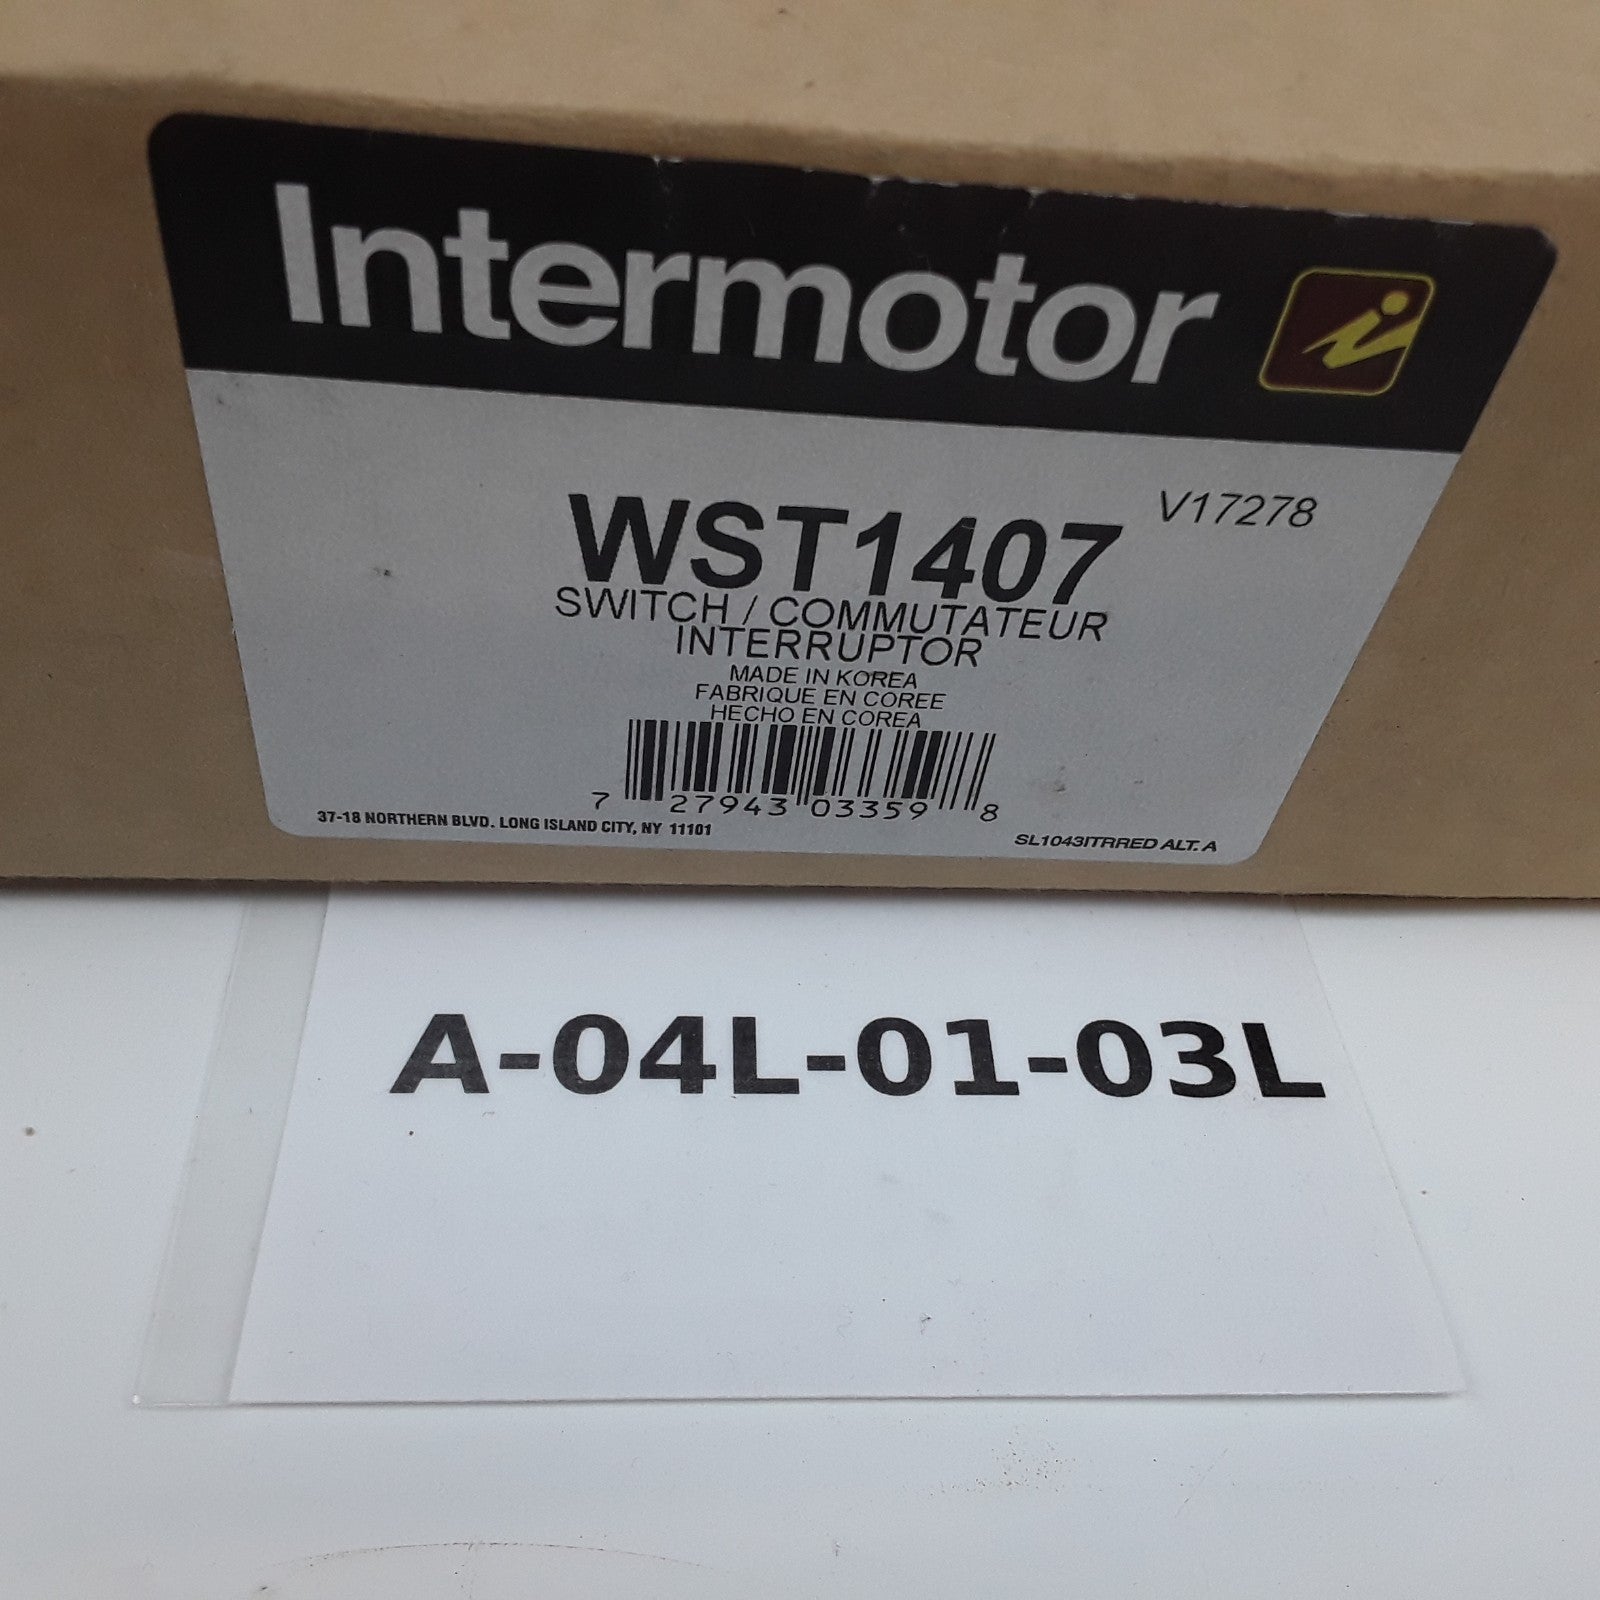 Intermotor
V17278
WST1407
SWITCH / COMMUTATEUR
INTERRUPTOR
MADE IN KOREA
FABRIQUE EN COREE
HECHO EN COREA
7 27943 03359 8
37-18 NORTHERN BLVD. LONG ISLAND CITY, NY 11101
SL1043ITRRED ALT. A
A-04L-01-03L